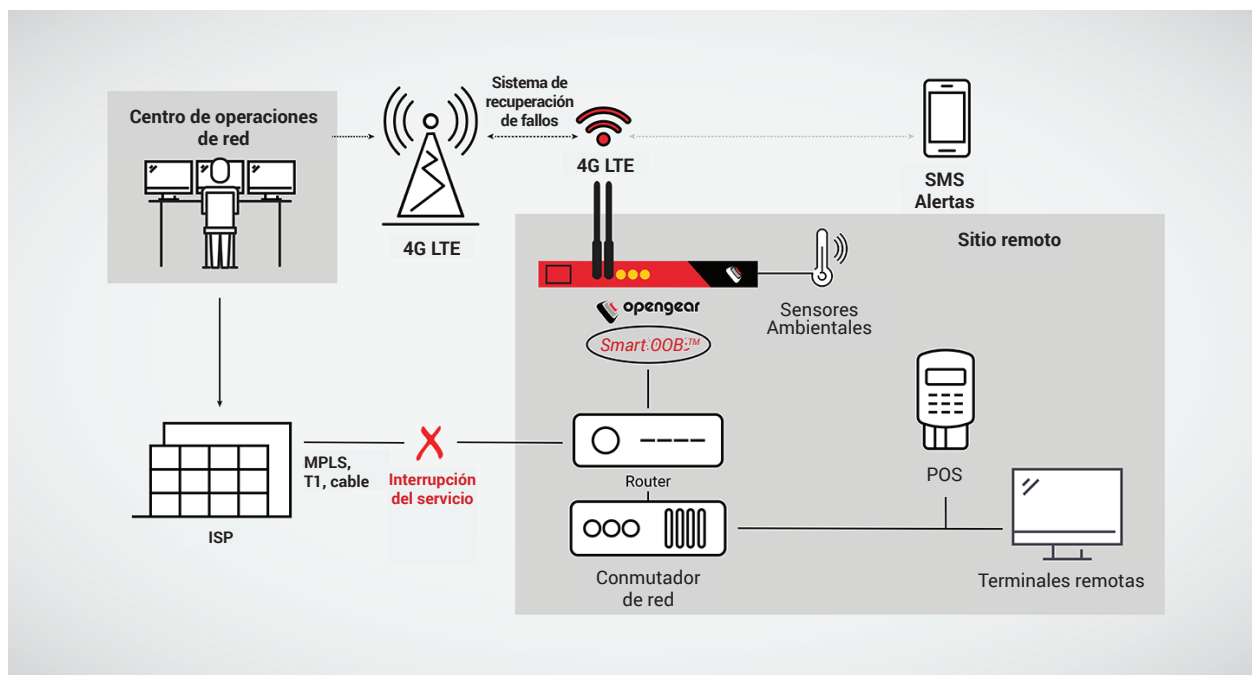 Centro de operaciones
de red
4G LTE
Sistema de
recuperación
de fallos
4G LTE
SMS
Alertas
Sitio remoto
opengear
Smart OOB™
Sensores
Ambientales
ISP
MPLS,
T1, cable
Interrupción
del servicio
Router
Conmutador
de red
POS
Terminales remotas